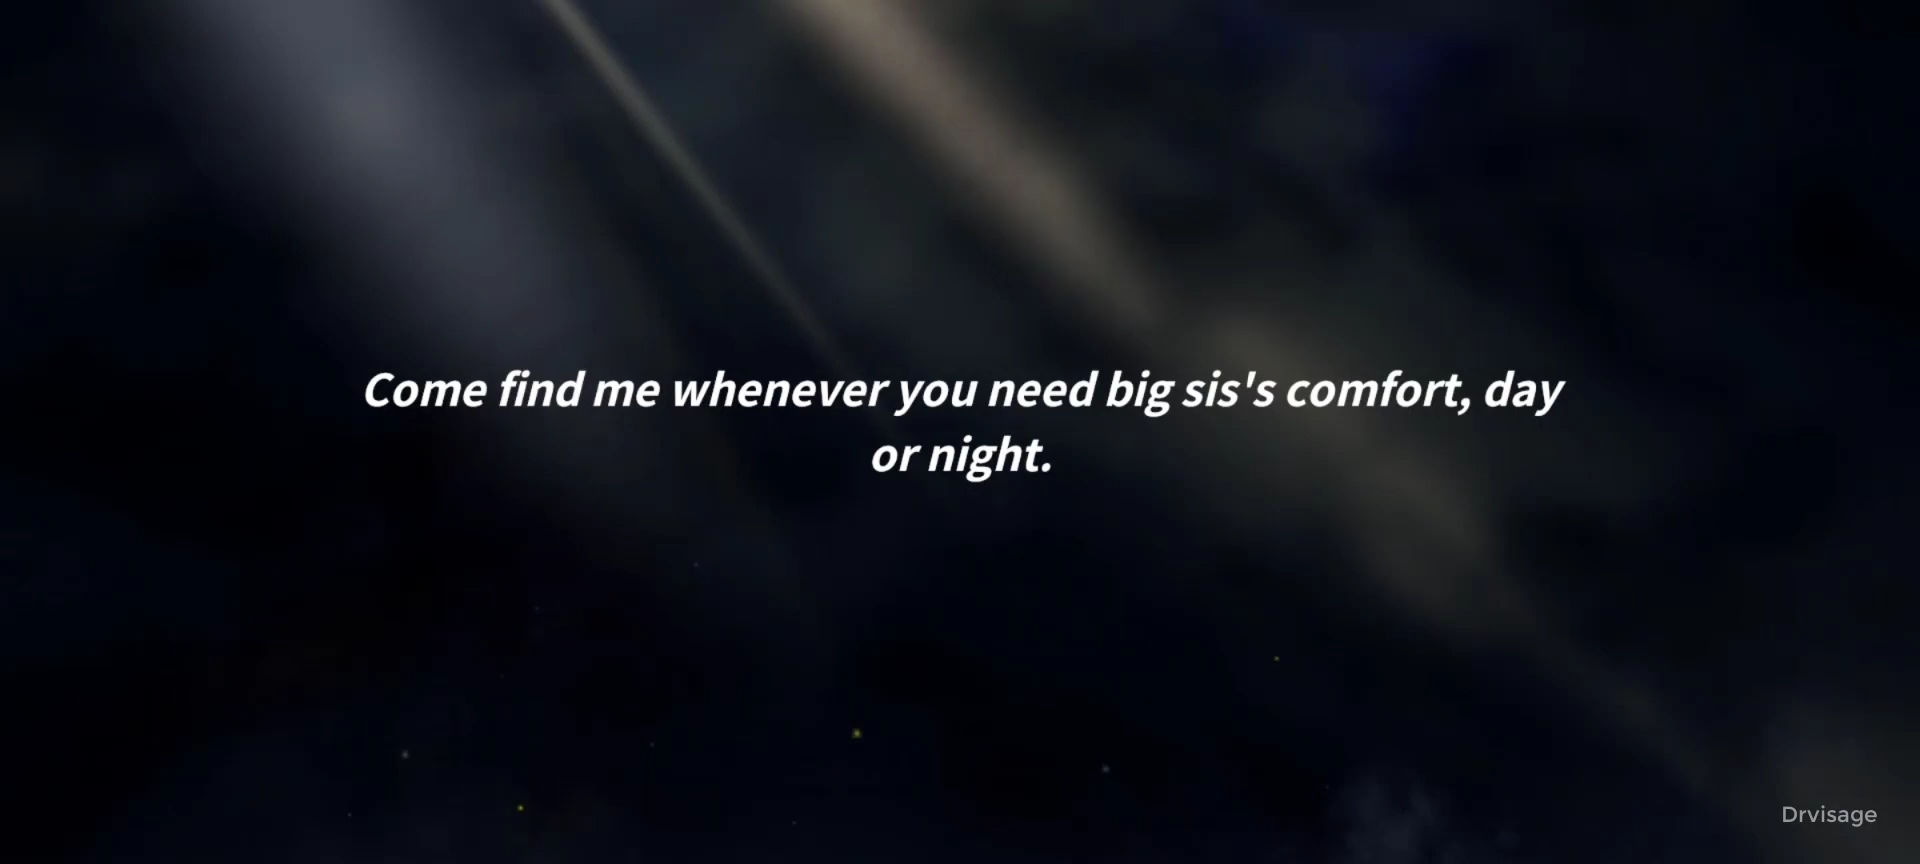 Come find me whenever you need big sis's comfort, day
or night.
Drvisage